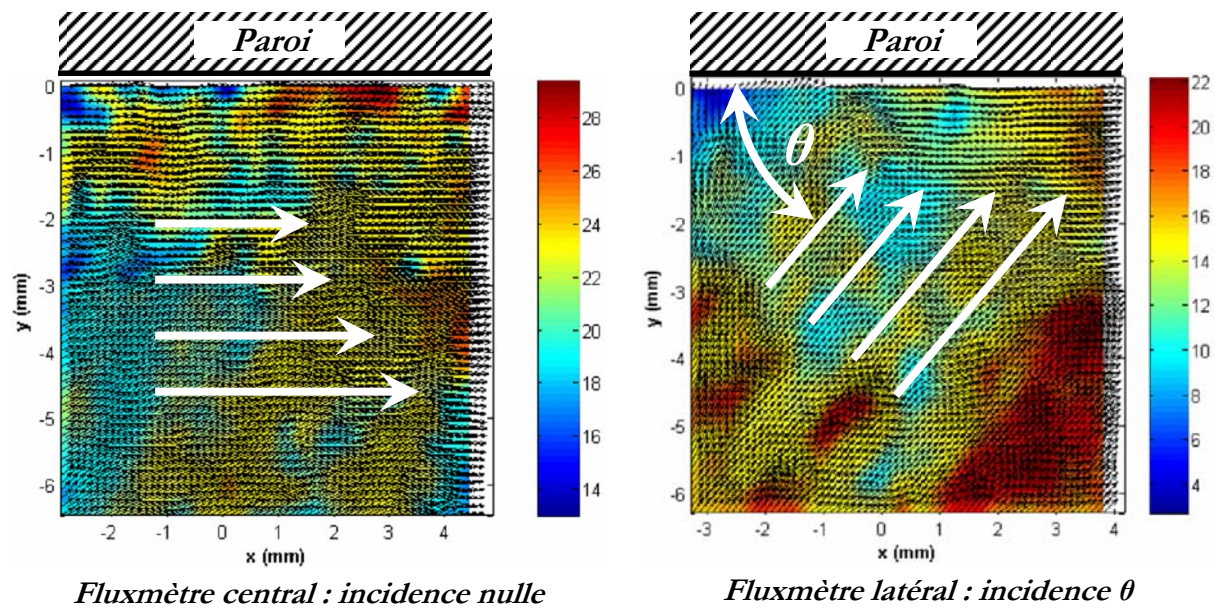 Paroi
0
-1
-2
-3
-4
-5
-6
y (mm)
-2 -1 0 1 2 3 4
x (mm)
28
26
24
22
20
18
16
14
Fluxmètre central : incidence nulle
Paroi
θ
0
-1
-2
-3
-4
-5
-6
y (mm)
-3 -2 -1 0 1 2 3 4
x (mm)
22
20
18
16
14
12
10
8
6
4
Fluxmètre latéral : incidence θ